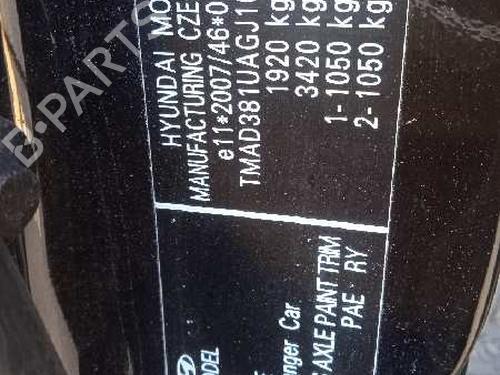 HYUNDAI MO
MANUFACTURING CZE
e11*2007/46*0
TMAD381UAGJ1
1920 kg
3420 kg
1- 1050 kg
2- 1050 kg
ODEL
nger Car
AXLE PAINT TRIM
PAE - RY
B-PARTS